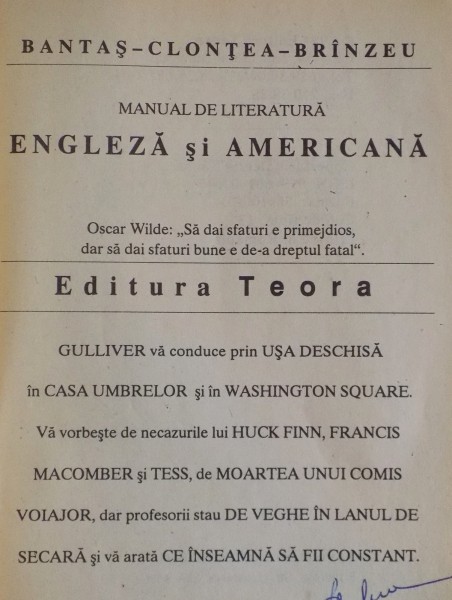 BANTAŞ–CLONŢEA–BRÎNZEU
MANUAL DE LITERATURĂ
ENGLEZĂ şi AMERICANĂ
Oscar Wilde: „Să dai sfaturi e primejdios,
dar să dai sfaturi bune e de-a dreptul fatal“.
Editura Teora
GULLIVER vă conduce prin UŞA DESCHISĂ
în CASA UMBRELOR şi în WASHINGTON SQUARE.
Vă vorbeşte de necazurile lui HUCK FINN, FRANCIS
MACOMBER şi TESS, de MOARTEA UNUI COMIS
VOIAJOR, dar profesorii stau DE VEGHE ÎN LANUL DE
SECARĂ şi vă arată CE ÎNSEAMNĂ SĂ FII CONSTANT.